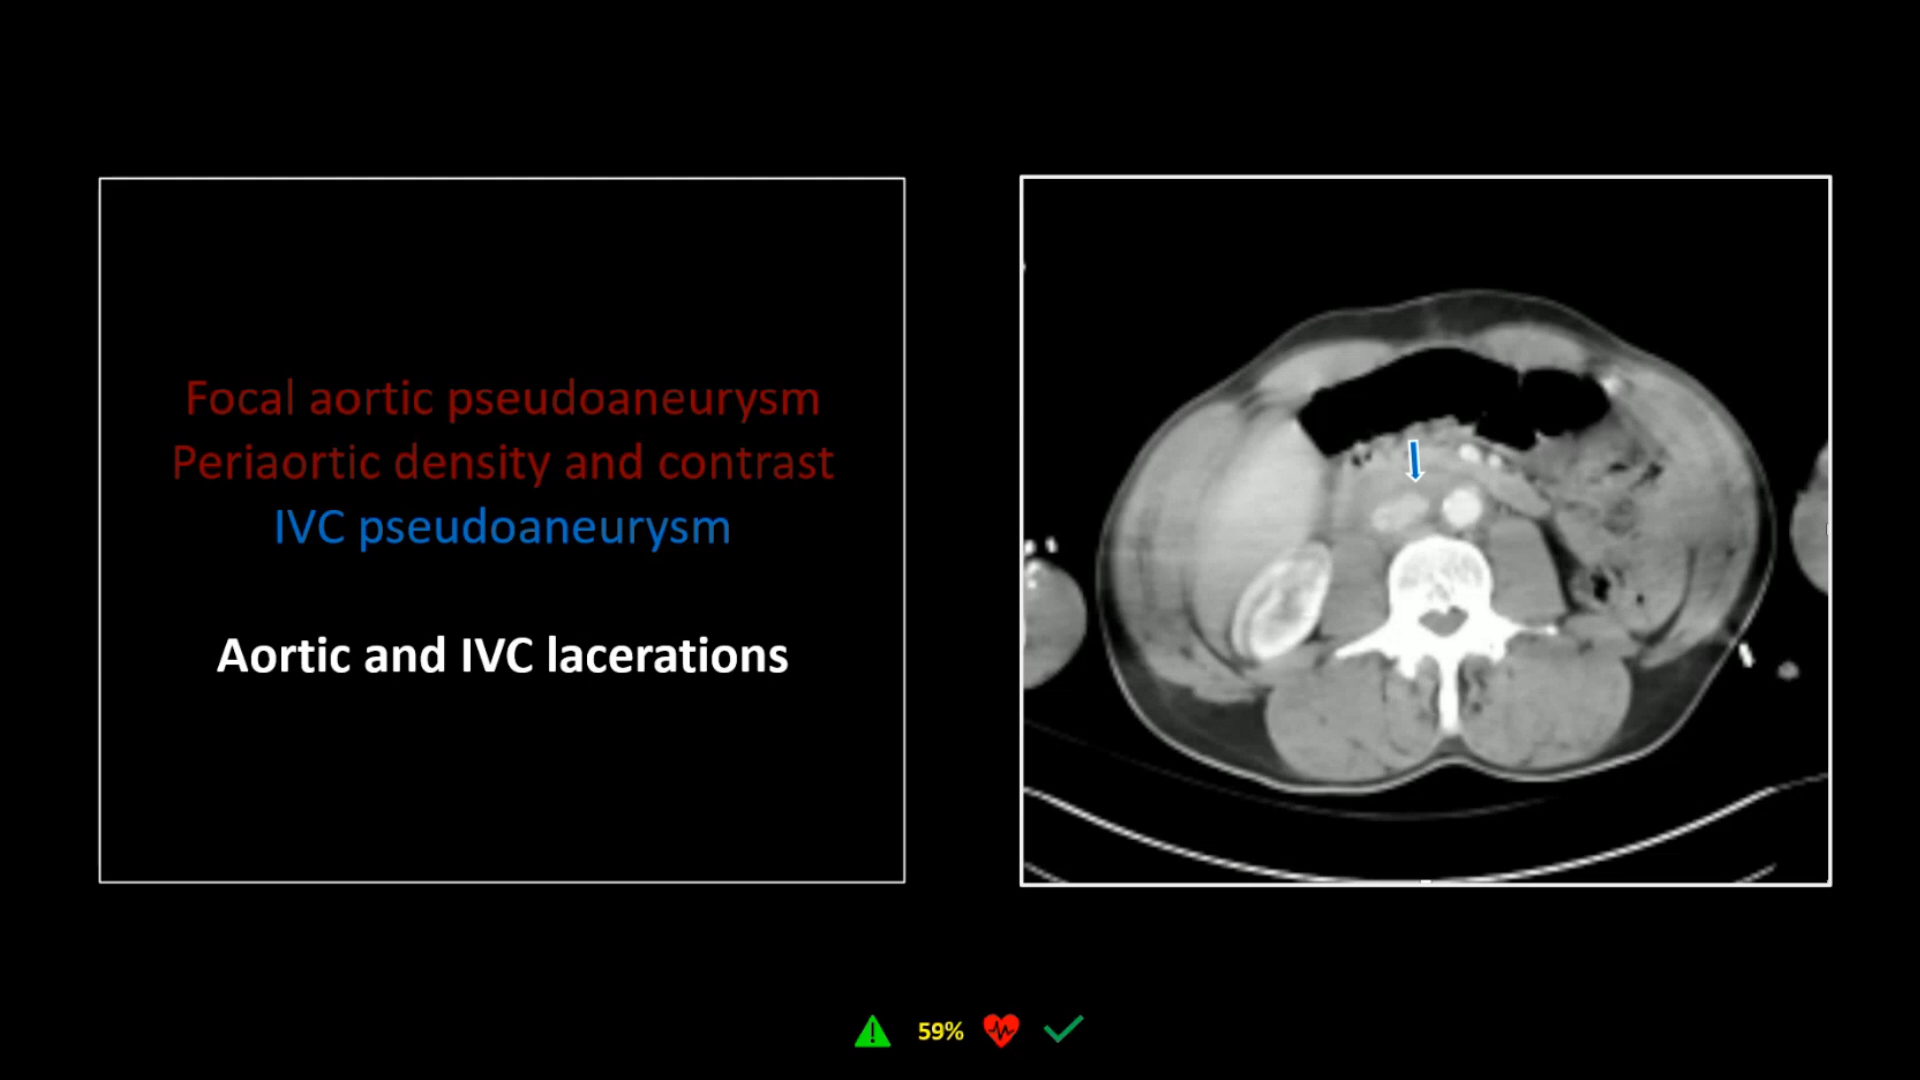 Focal aortic pseudoaneurysm
Periaortic density and contrast
IVC pseudoaneurysm
Aortic and IVC lacerations
59%